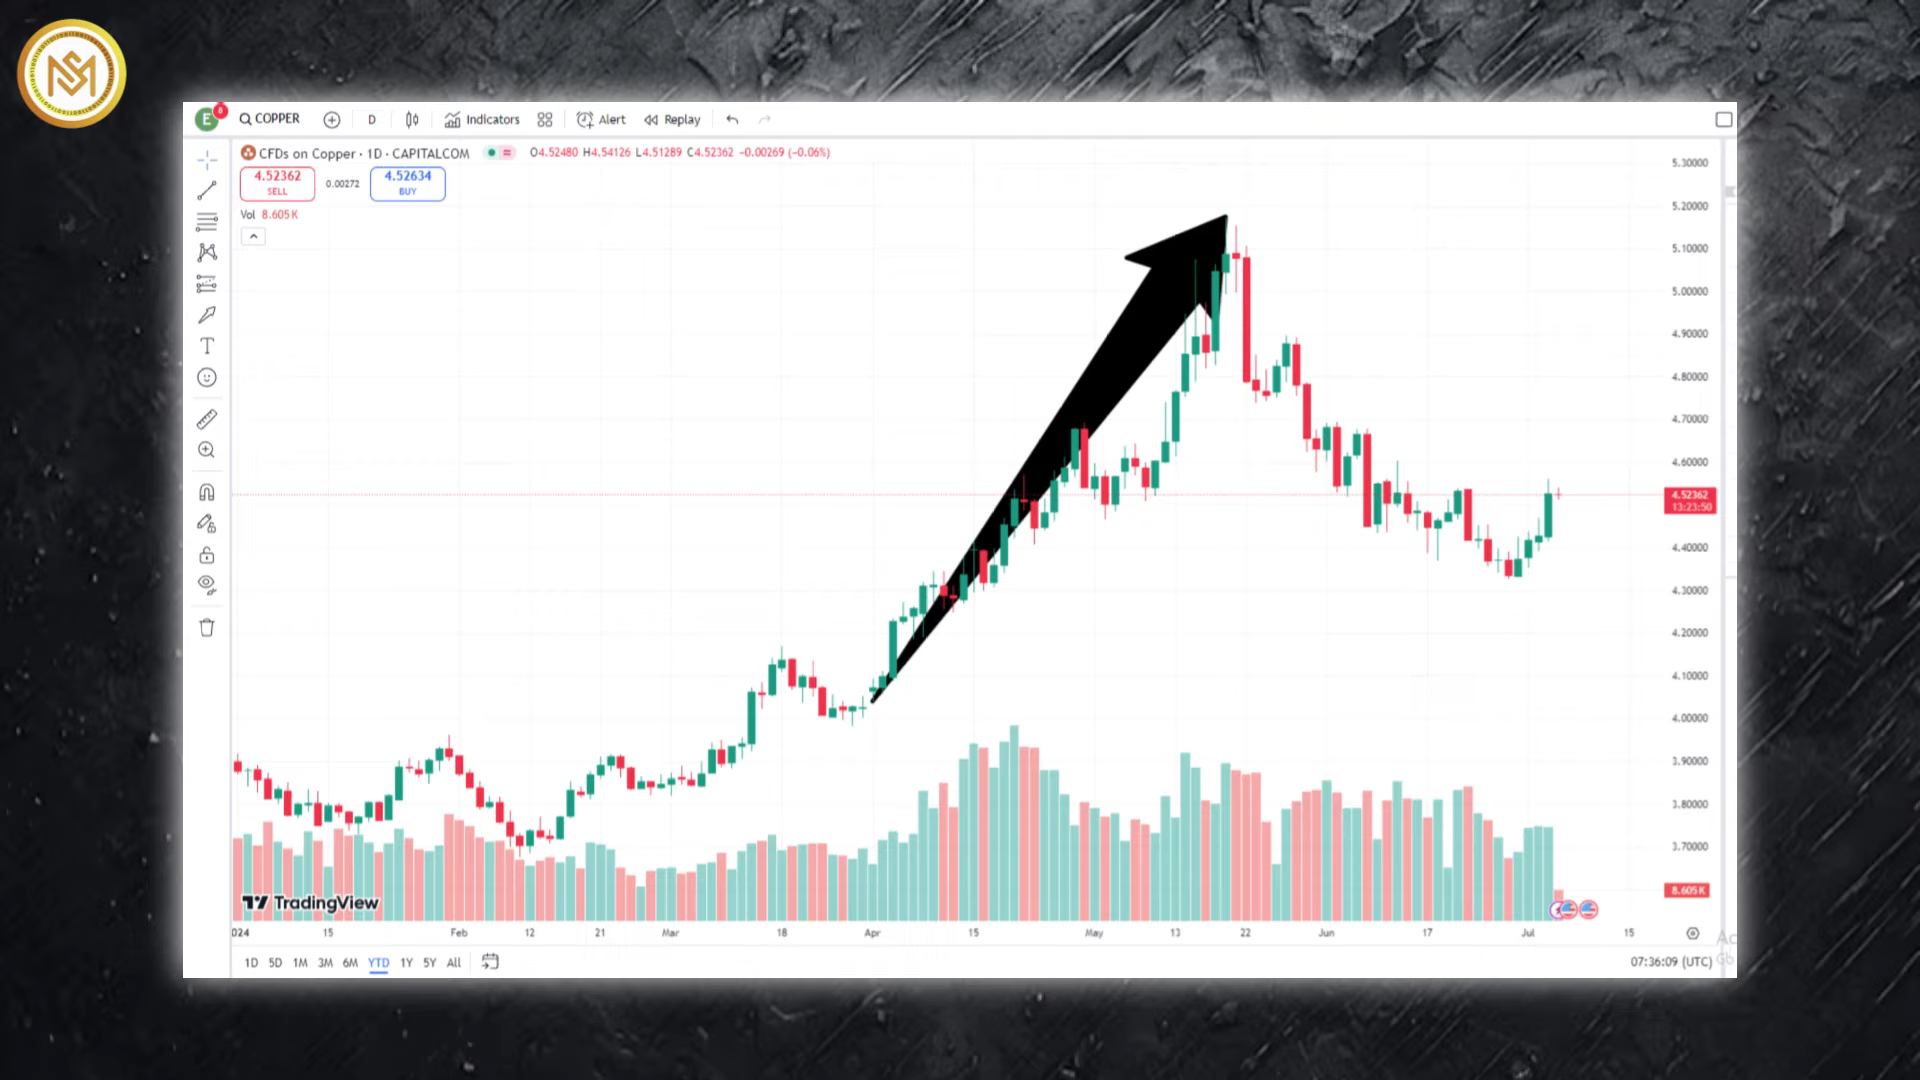 E 8 COPPER D Indicators Alert Replay
CFDs on Copper · 1D · CAPITALCOM O4.52480 H4.54126 L4.51289 C4.52362 −0.00269 (−0.06%)
4.52362 SELL 0.00272 4.52634 BUY
Vol 8.605K
5.30000
5.20000
5.10000
5.00000
4.90000
4.80000
4.70000
4.60000
4.52362
13:23:50
4.40000
4.30000
4.20000
4.10000
4.00000
3.90000
3.80000
3.70000
8.605K
TradingView
024 15 Feb 12 21 Mar 18 Apr 15 May 13 22 Jun 17 Jul 15
1D 5D 1M 3M 6M YTD 1Y 5Y All 07:36:09 (UTC)